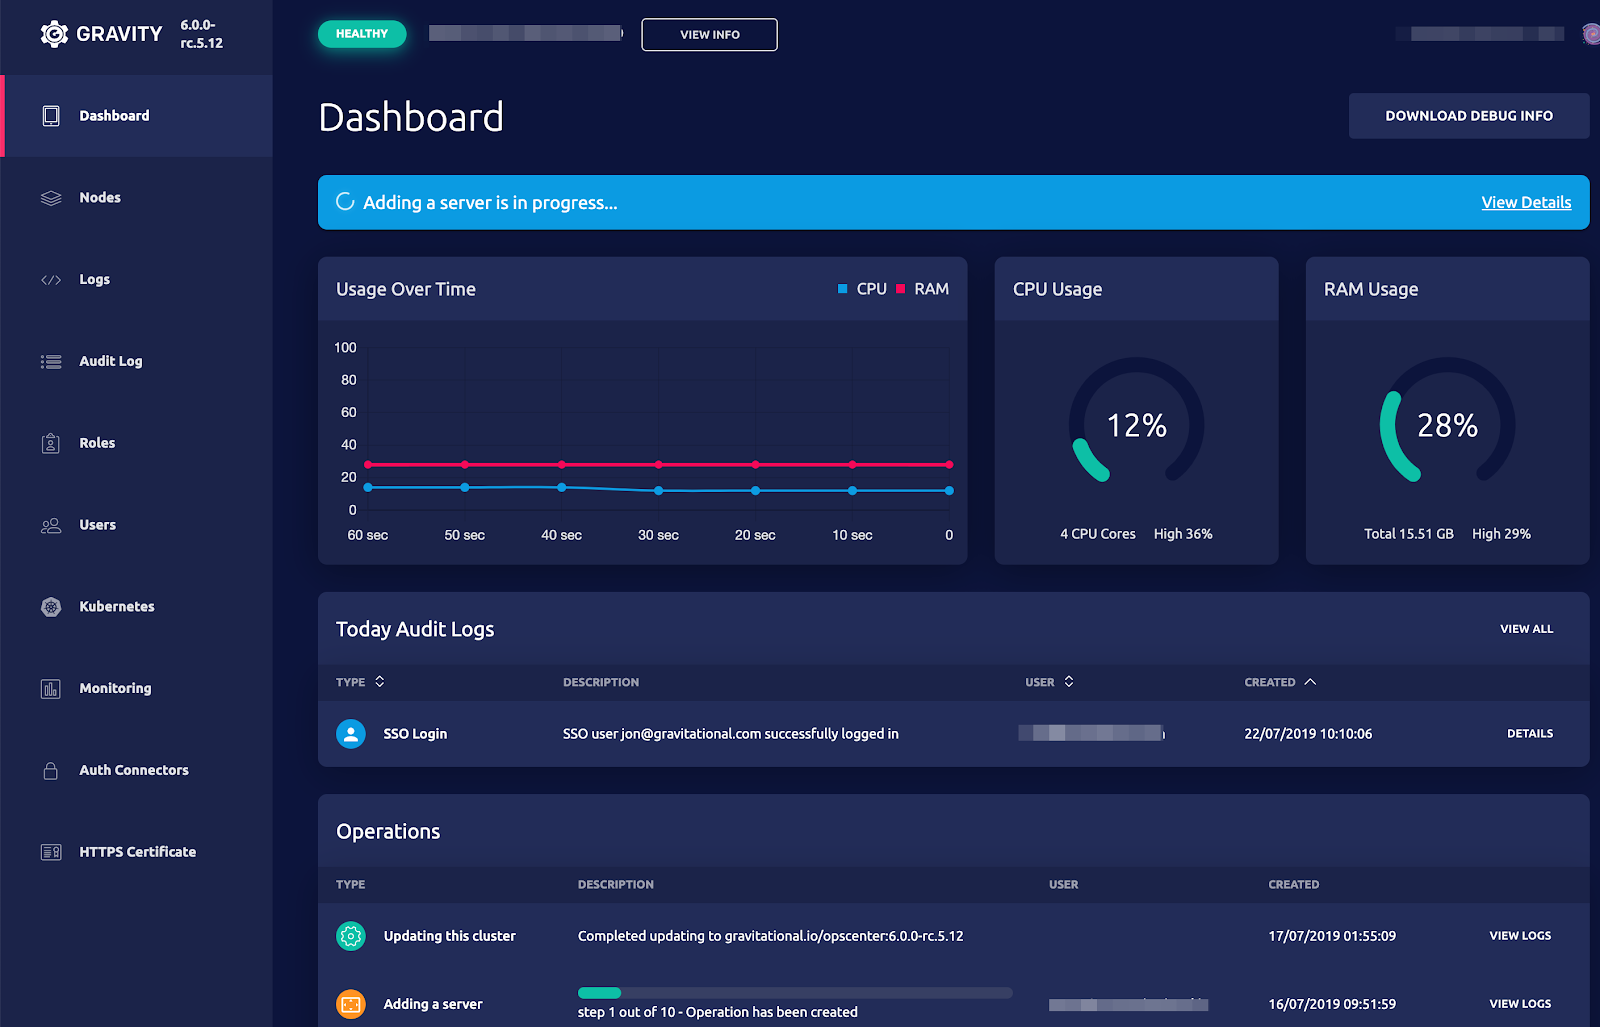 GRAVITY
6.0.0-
rc.5.12
HEALTHY
VIEW INFO
Dashboard
Nodes
Logs
Audit Log
Roles
Users
Kubernetes
Monitoring
Auth Connectors
HTTPS Certificate
Dashboard
DOWNLOAD DEBUG INFO
Adding a server is in progress...
View Details
Usage Over Time
CPU
RAM
100
80
60
40
20
0
60 sec
50 sec
40 sec
30 sec
20 sec
10 sec
0
CPU Usage
12%
4 CPU Cores
High 36%
RAM Usage
28%
Total 15.51 GB
High 29%
Today Audit Logs
VIEW ALL
TYPE
DESCRIPTION
USER
CREATED
SSO Login
SSO user jon@gravitational.com successfully logged in
22/07/2019 10:10:06
DETAILS
Operations
TYPE
DESCRIPTION
USER
CREATED
Updating this cluster
Completed updating to gravitational.io/opscenter:6.0.0-rc.5.12
17/07/2019 01:55:09
VIEW LOGS
Adding a server
step 1 out of 10 - Operation has been created
16/07/2019 09:51:59
VIEW LOGS